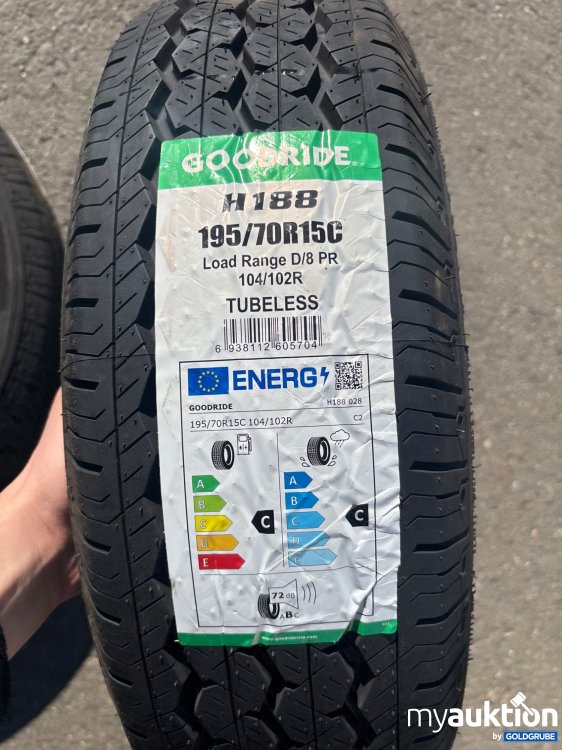 GOODRIDE
H188
195/70R15C
Load Range D/8 PR
104/102R
TUBELESS
6 938112 605704
ENERG
GOODRIDE
H188 028
195/70R15C 104/102R
C2
A
B
C
D
E
C
A
B
C
D
E
C
72 dB
ABC
www.goodridetire.com
myauktion
by GOLDGRUBE